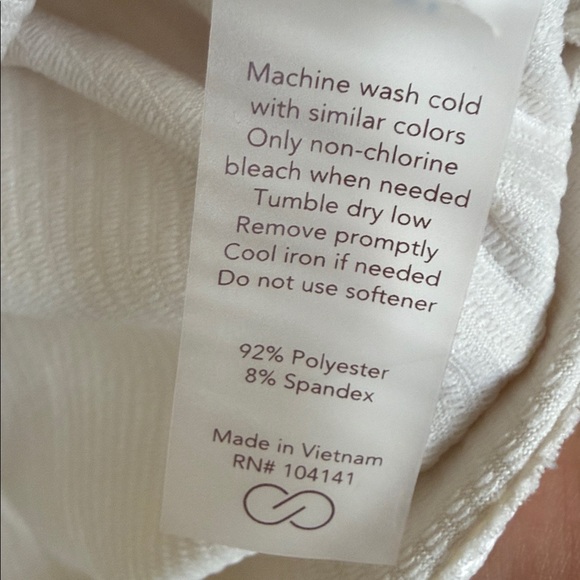 Machine wash cold
with similar colors
Only non-chlorine
bleach when needed
Tumble dry low
Remove promptly
Cool iron if needed
Do not use softener
92% Polyester
8% Spandex
Made in Vietnam
RN# 104141